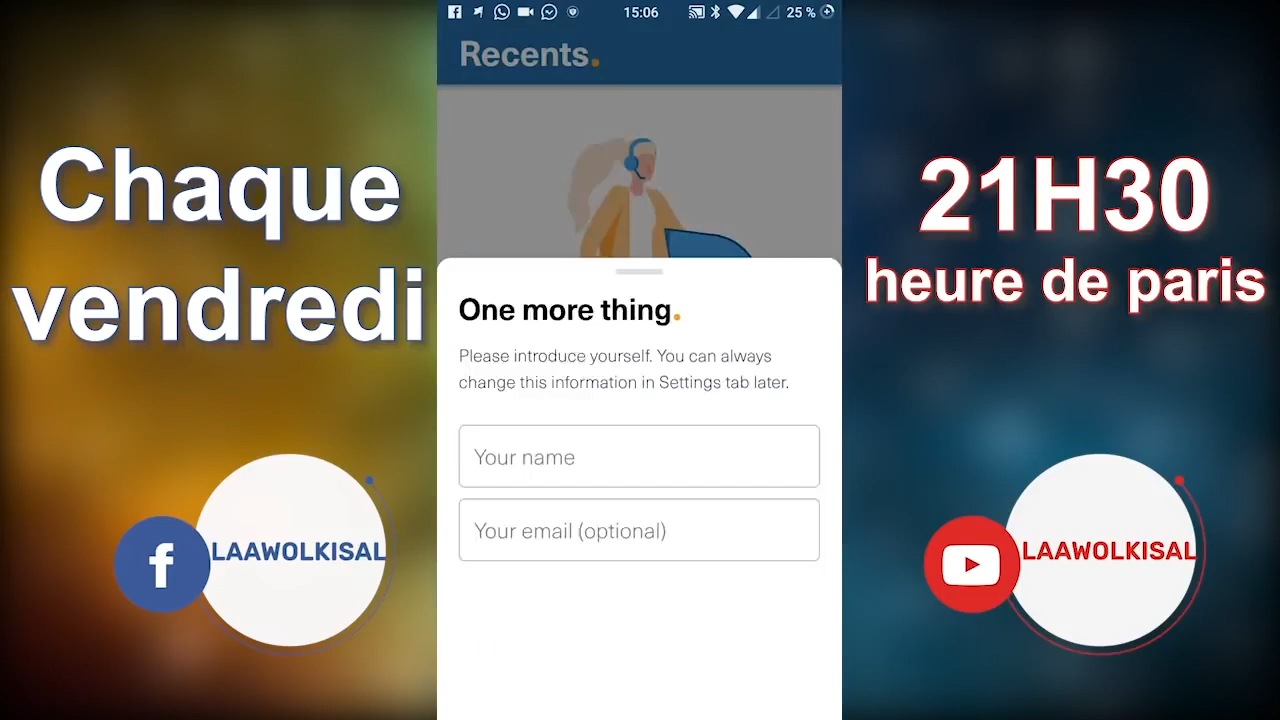 15:06
25 %
Recents.
Chaque
vendredi
21H30
heure de paris
One more thing.
Please introduce yourself. You can always
change this information in Settings tab later.
Your name
Your email (optional)
f
LAAWOLKISAL
LAAWOLKISAL